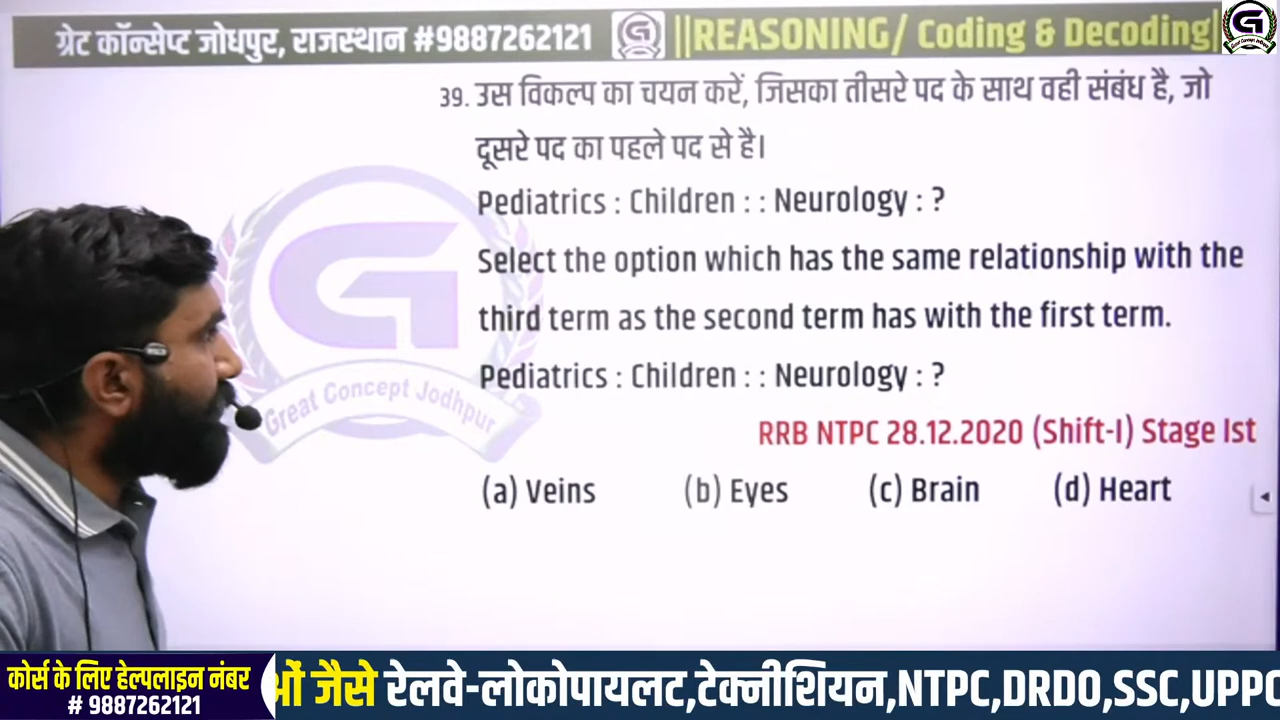 ग्रेट कॉन्सेप्ट जोधपुर, राजस्थान #9887262121 ||REASONING/ Coding & Decoding|
39. उस विकल्प का चयन करें, जिसका तीसरे पद के साथ वही संबंध है, जो
दूसरे पद का पहले पद से है।
Pediatrics : Children : : Neurology : ?
Select the option which has the same relationship with the
third term as the second term has with the first term.
Pediatrics : Children : : Neurology : ?
Great Concept Jodhpur
RRB NTPC 28.12.2020 (Shift-I) Stage Ist
(a) Veins (b) Eyes (c) Brain (d) Heart
कोर्स के लिए हेल्पलाइन नंबर
# 9887262121
ओं जैसे रेलवे-लोकोपायलट,टेक्नीशियन,NTPC,DRDO,SSC,UPPC